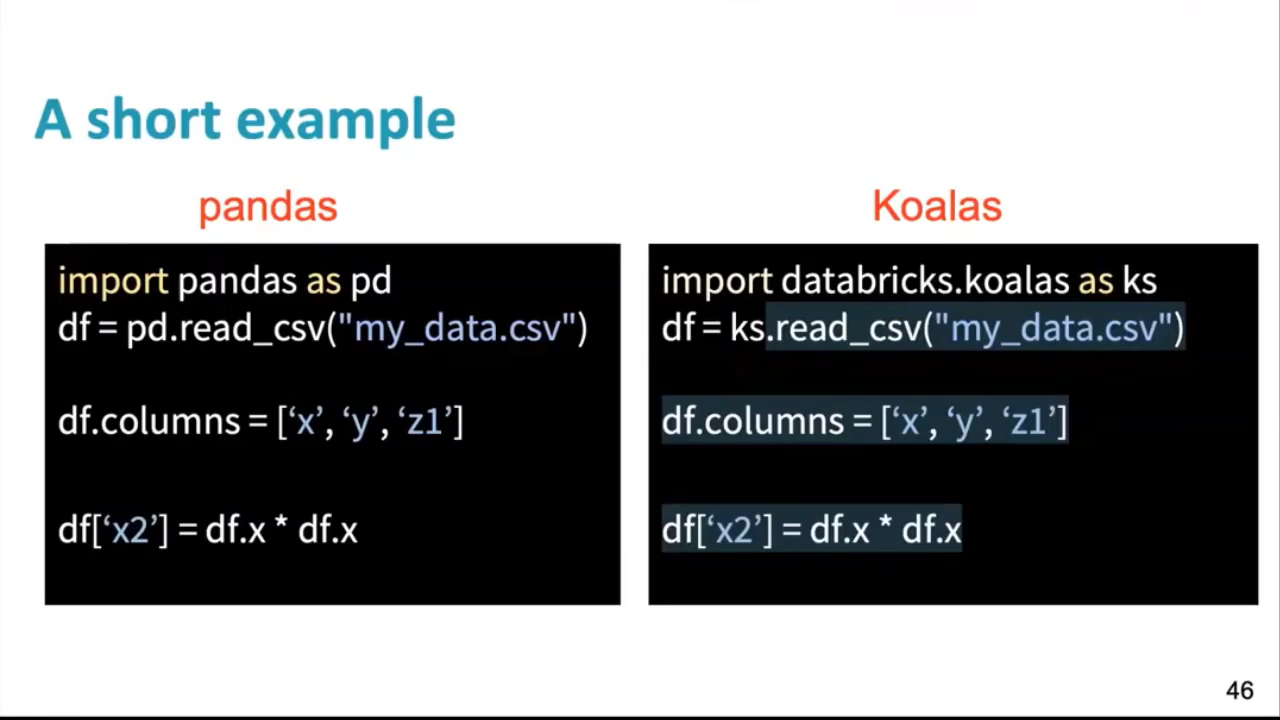 A short example
pandas
import pandas as pd
df = pd.read_csv("my_data.csv")
df.columns = [‘x’, ‘y’, ‘z1’]
df[‘x2’] = df.x * df.x
Koalas
import databricks.koalas as ks
df = ks.read_csv("my_data.csv")
df.columns = [‘x’, ‘y’, ‘z1’]
df[‘x2’] = df.x * df.x
46